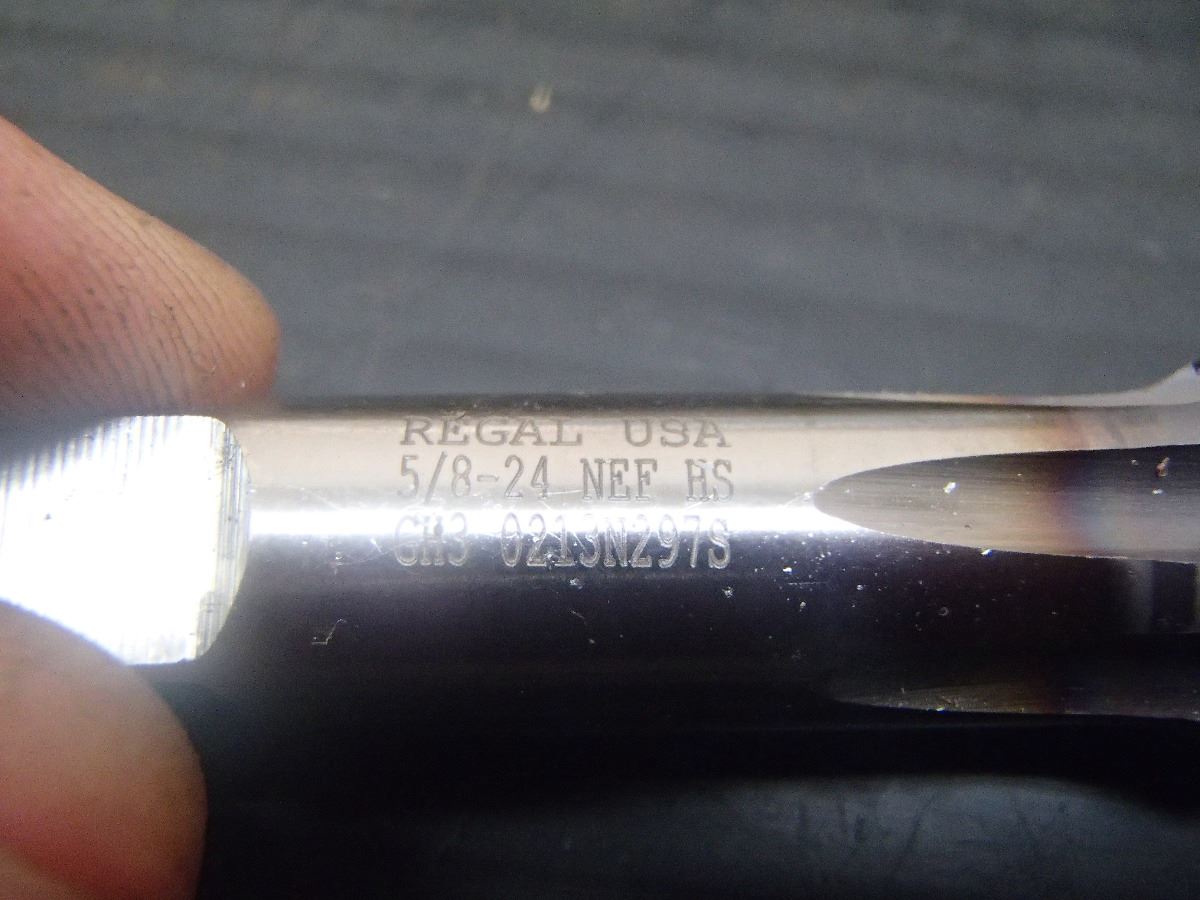 REGAL USA
5/8-24 NEF HS
GH3 0213N297S